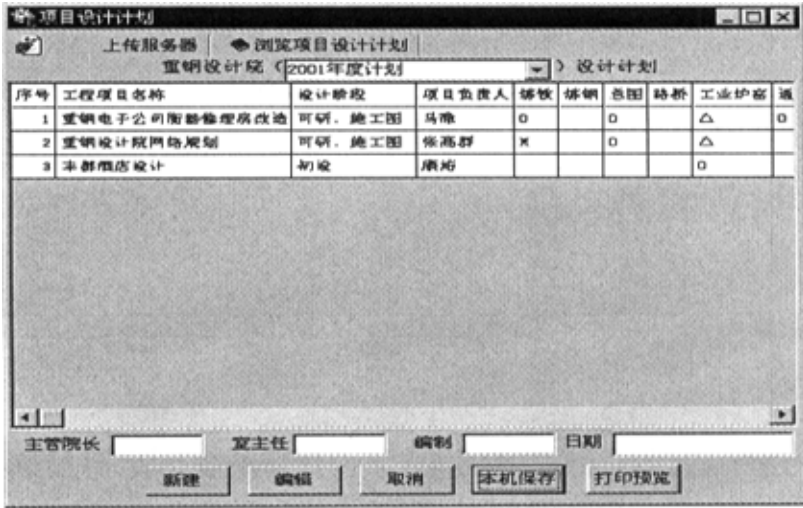 项目设计计划
上传服务器 浏览项目设计计划
重钢设计院（2001年度计划）设计计划
序号 工程项目名称 设计阶段 项目负责人 炼铁 炼钢 总图 路桥 工业炉窑 通
1 重钢电子公司衡器修理房改造 可研．施工图 马 O O △ O
2 重钢设计院网络规划 可研．施工图 张高群 × O △
3 丰都酒店设计 初设 O
主管院长 室主任 编制 日期
新建 编辑 取消 本机保存 打印预览